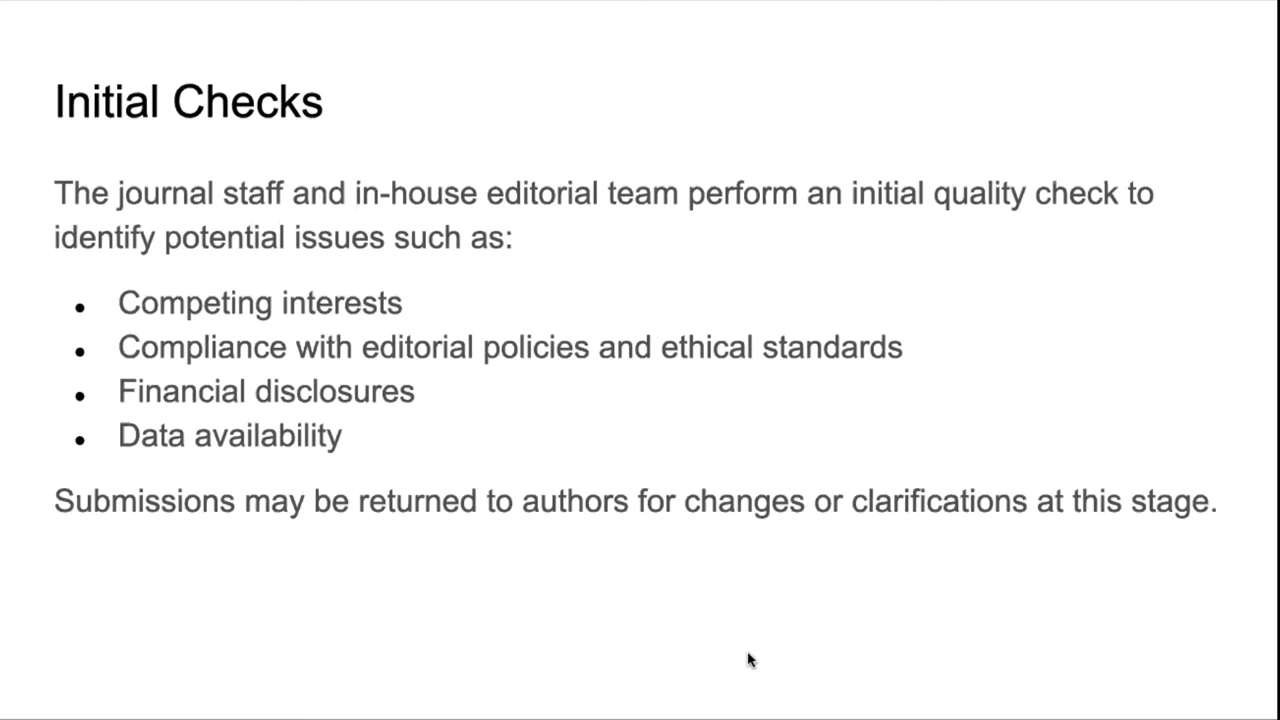 Initial Checks
The journal staff and in-house editorial team perform an initial quality check to
identify potential issues such as:
● Competing interests
● Compliance with editorial policies and ethical standards
● Financial disclosures
● Data availability
Submissions may be returned to authors for changes or clarifications at this stage.